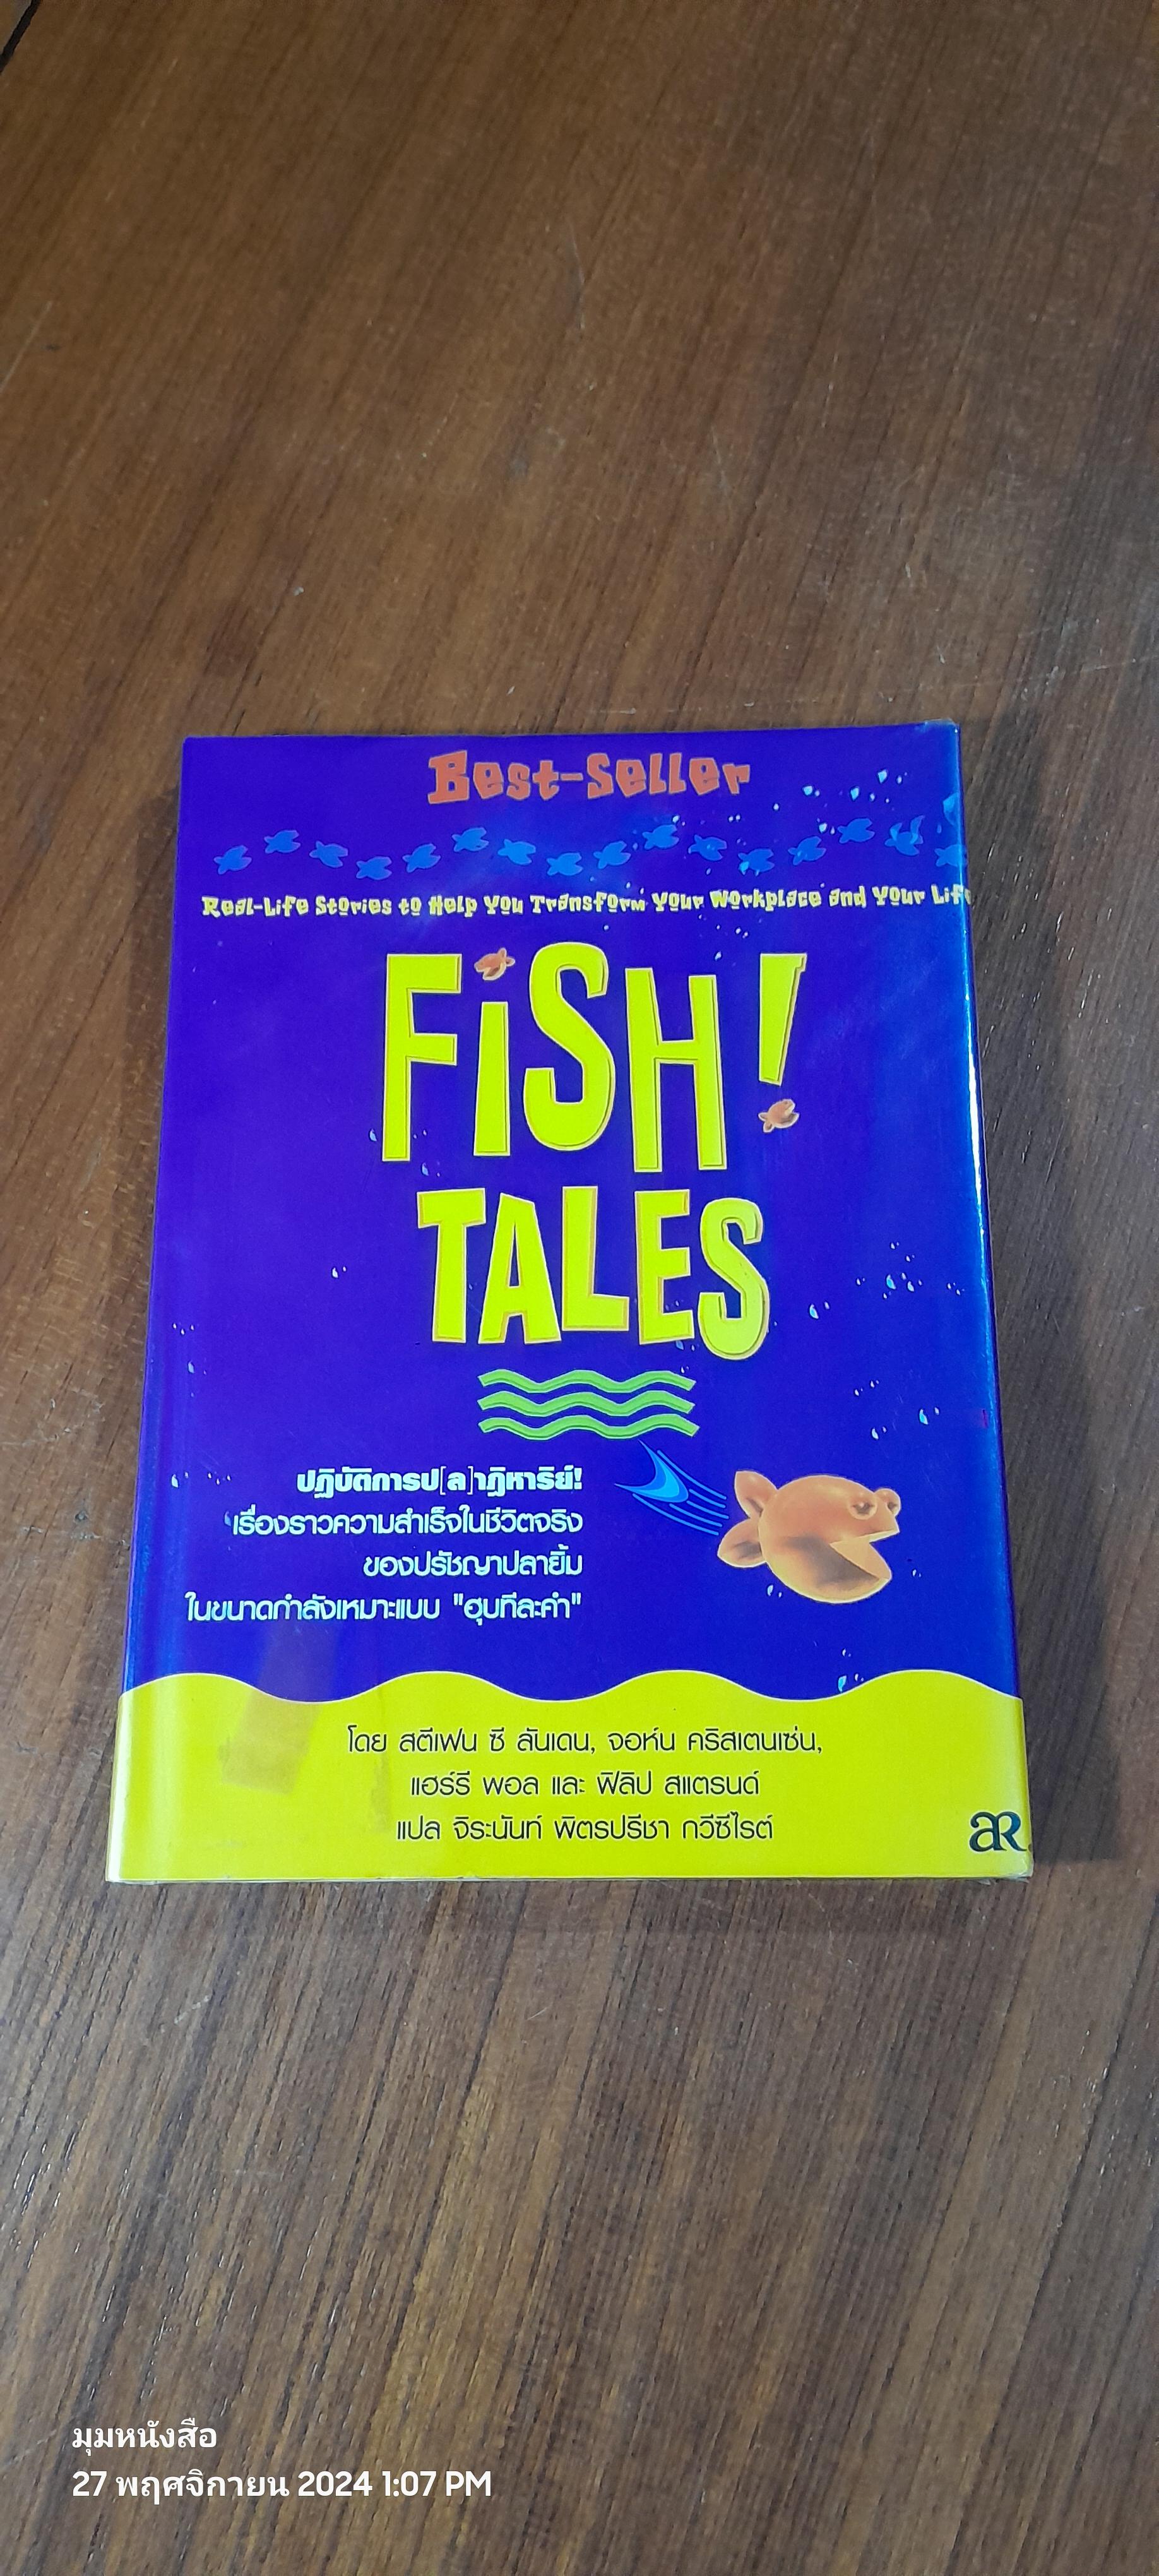 Best-Seller
Real-Life Stories to Help You Transform Your Workplace and Your Life
FiSH!
TALES
ปฏิบัติการป[ล]าฏิหาริย์!
เรื่องราวความสำเร็จในชีวิตจริง
ของปรัชญาปลายิ้ม
ในขนาดกำลังเหมาะแบบ "ฮุบทีละคำ"
โดย สตีเฟน ซี ลันเดน, จอห์น คริสเตนเซ่น,
แฮร์รี พอล และ ฟิลิป สแตรนด์
แปล จิระนันท์ พิตรปรีชา กวีซีไรต์
aR
มุมหนังสือ
27 พฤศจิกายน 2024 1:07 PM